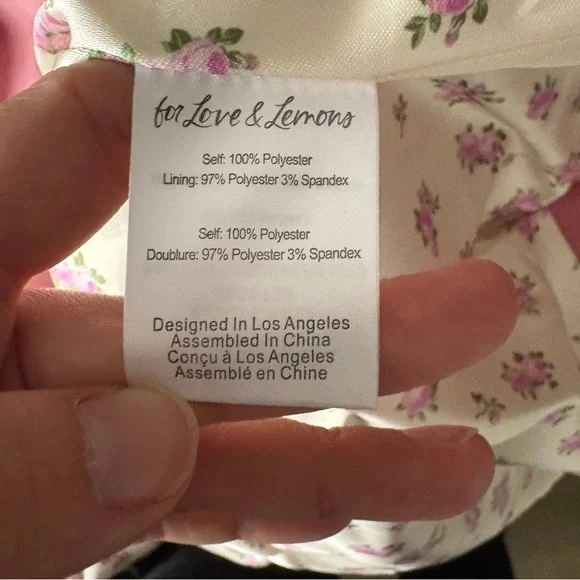 for Love & Lemons
Self: 100% Polyester
Lining: 97% Polyester 3% Spandex
Self: 100% Polyester
Doublure: 97% Polyester 3% Spandex
Designed In Los Angeles
Assembled In China
Conçu à Los Angeles
Assemblé en Chine